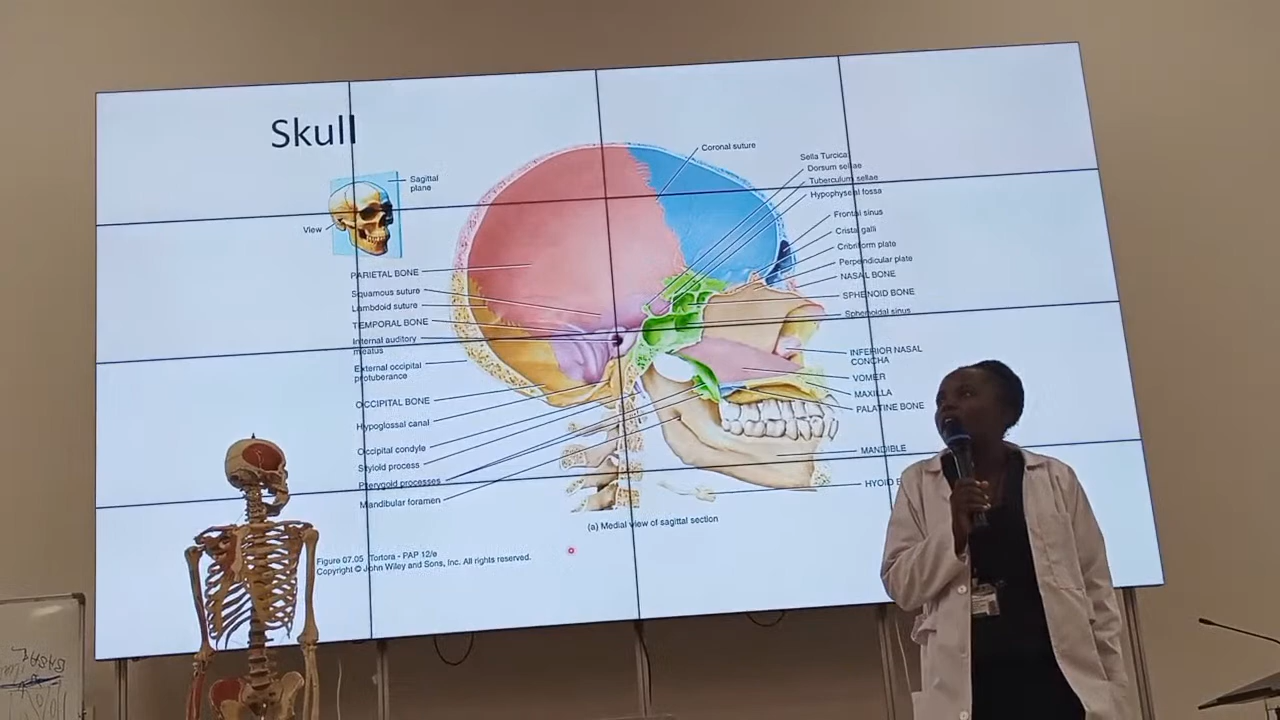 Skull
Sagittal
plane
View
PARIETAL BONE
Squamous suture
Lambdoid suture
TEMPORAL BONE
Internal auditory
meatus
External occipital
protuberance
OCCIPITAL BONE
Hypoglossal canal
Occipital condyle
Styloid process
Pterygoid processes
Mandibular foramen
Coronal suture
Sella Turcica:
Dorsum sellae
Tuberculum sellae
Hypophyseal fossa
Frontal sinus
Crista galli
Cribriform plate
Perpendicular plate
NASAL BONE
SPHENOID BONE
Sphenoidal sinus
INFERIOR NASAL
CONCHA
VOMER
MAXILLA
PALATINE BONE
MANDIBLE
HYOID
(a) Medial view of sagittal section
Figure 07.05 Tortora - PAP 12/e
Copyright © John Wiley and Sons, Inc. All rights reserved.